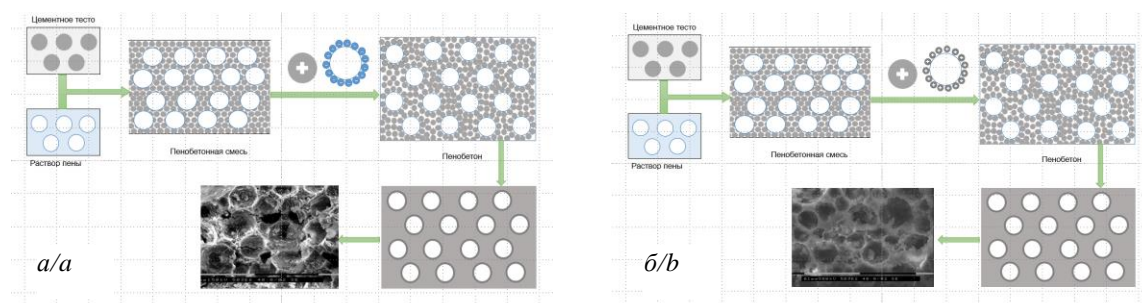 Цементное тесто
Раствор пены
Пенобетонная смесь
Пенобетон
а/a
Цементное тесто
Раствор пены
Пенобетонная смесь
Пенобетон
б/b